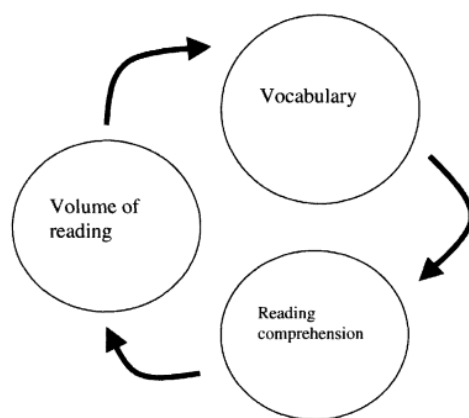 Vocabulary
Volume of
reading
Reading
comprehension